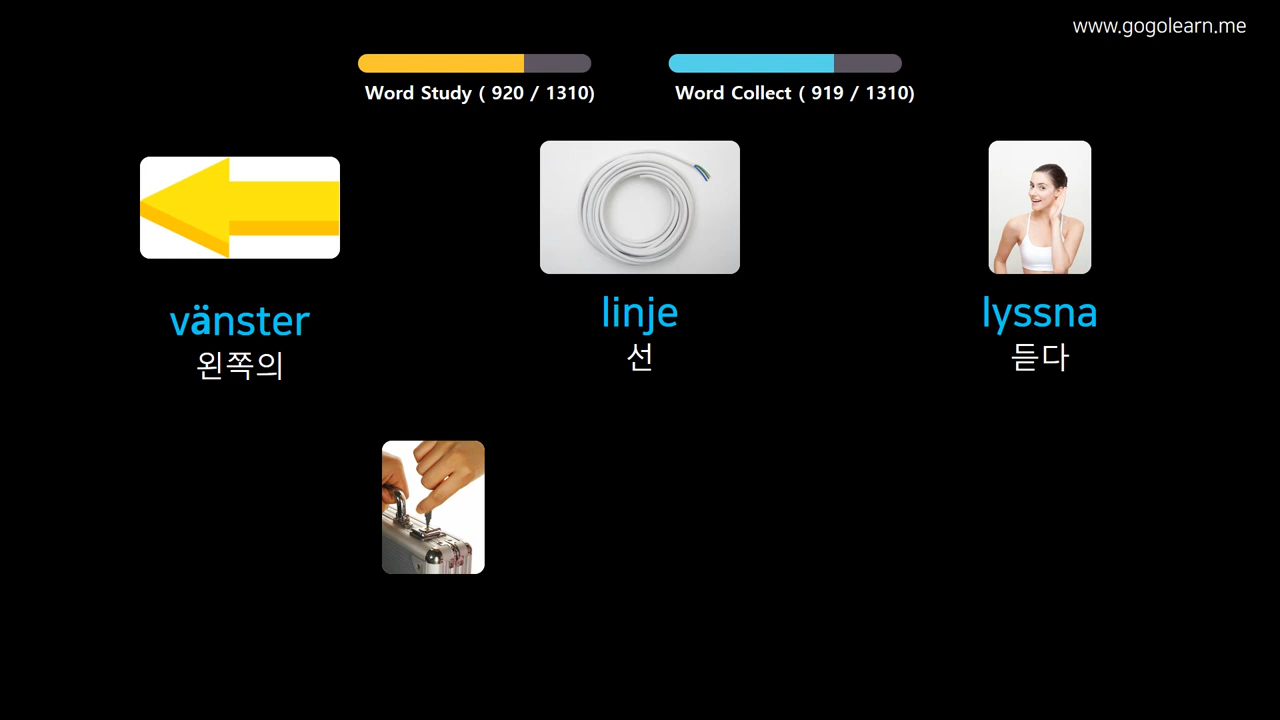 www.gogolearn.me
Word Study ( 920 / 1310)
Word Collect ( 919 / 1310)
vänster
왼쪽의
linje
선
lyssna
듣다